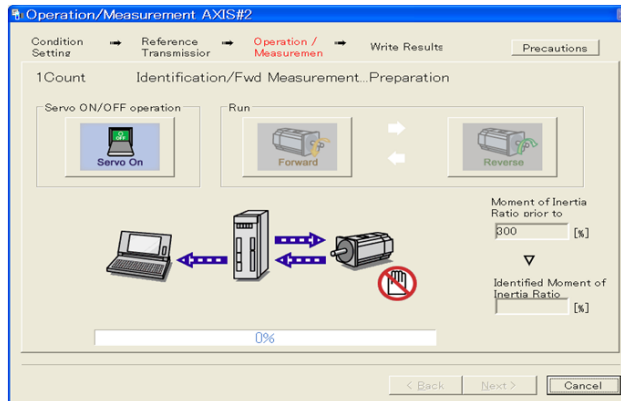 Operation/Measurement AXIS#2
Condition Setting
Reference Transmissior
Operation / Measuremen
Write Results
Precautions
1Count Identification/Fwd Measurement...Preparation
Servo ON/OFF operation
Run
Servo On
Forward
Reverse
Moment of Inertia
Ratio prior to
300 [%]
Identified Moment of
Inertia Ratio
[%]
0%
< Back
Next >
Cancel